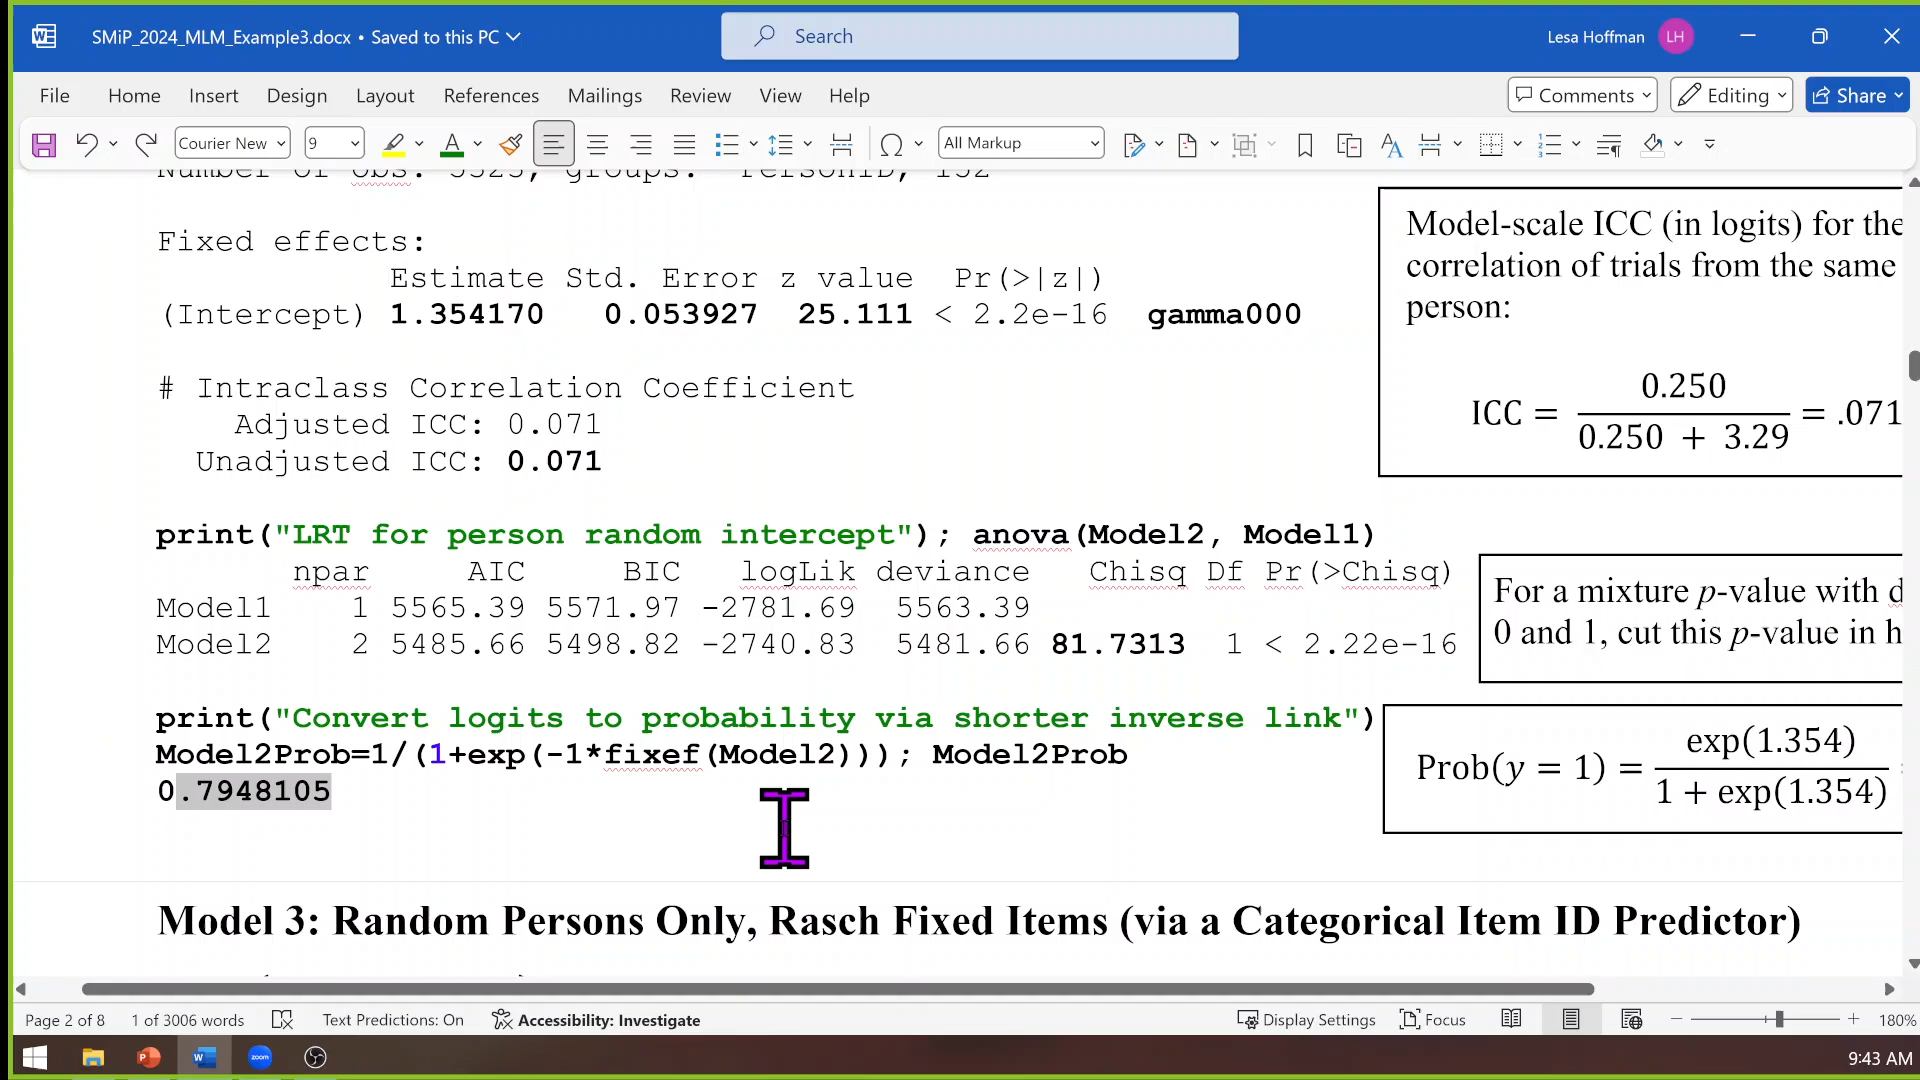 SMiP_2024_MLM_Example3.docx • Saved to this PC
Search
Lesa Hoffman LH
File Home Insert Design Layout References Mailings Review View Help
Comments Editing Share
Courier New 9 All Markup
Number of obs: 5323, groups: PersonID, 152
Fixed effects:
Estimate Std. Error z value Pr(>|z|)
(Intercept) 1.354170 0.053927 25.111 < 2.2e-16 gamma000
# Intraclass Correlation Coefficient
Adjusted ICC: 0.071
Unadjusted ICC: 0.071
Model-scale ICC (in logits) for the
correlation of trials from the same
person:
ICC = 0.250 / 0.250 + 3.29 = .071
print("LRT for person random intercept"); anova(Model2, Model1)
npar AIC BIC logLik deviance Chisq Df Pr(>Chisq)
Model1 1 5565.39 5571.97 -2781.69 5563.39
Model2 2 5485.66 5498.82 -2740.83 5481.66 81.7313 1 < 2.22e-16
For a mixture p-value with d
0 and 1, cut this p-value in h
print("Convert logits to probability via shorter inverse link")
Model2Prob=1/(1+exp(-1*fixef(Model2))); Model2Prob
0.7948105
Prob(y = 1) = exp(1.354) / 1 + exp(1.354) =
Model 3: Random Persons Only, Rasch Fixed Items (via a Categorical Item ID Predictor)
Page 2 of 8 1 of 3006 words Text Predictions: On Accessibility: Investigate Display Settings Focus 180%
zoom
9:43 AM